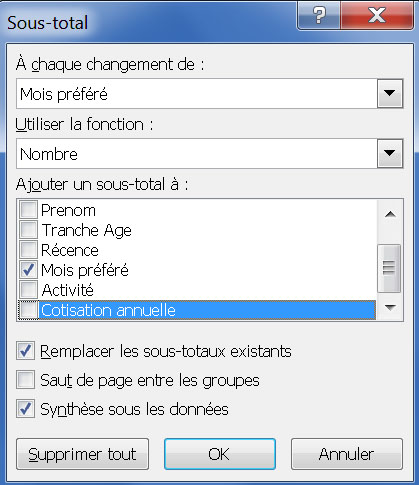 Sous-total
À chaque changement de :
Mois préféré
Utiliser la fonction :
Nombre
Ajouter un sous-total à :
Prenom
Tranche Age
Récence
Mois préféré
Activité
Cotisation annuelle
Remplacer les sous-totaux existants
Saut de page entre les groupes
Synthèse sous les données
Supprimer tout OK Annuler